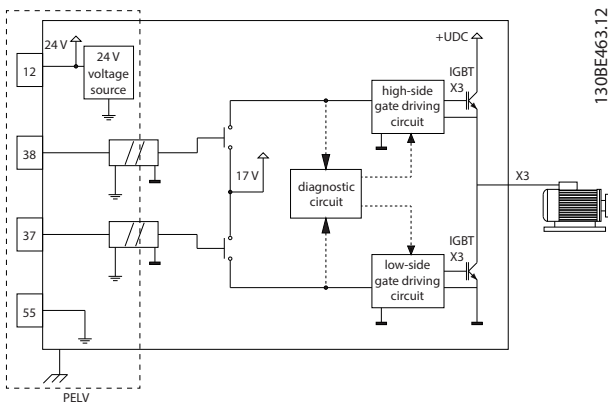 130BE463.12
+UDC
24 V
12
24 V
voltage
source
IGBT
X3
high-side
gate driving
circuit
38
17 V
diagnostic
circuit
X3
37
IGBT
X3
low-side
gate driving
circuit
55
PELV